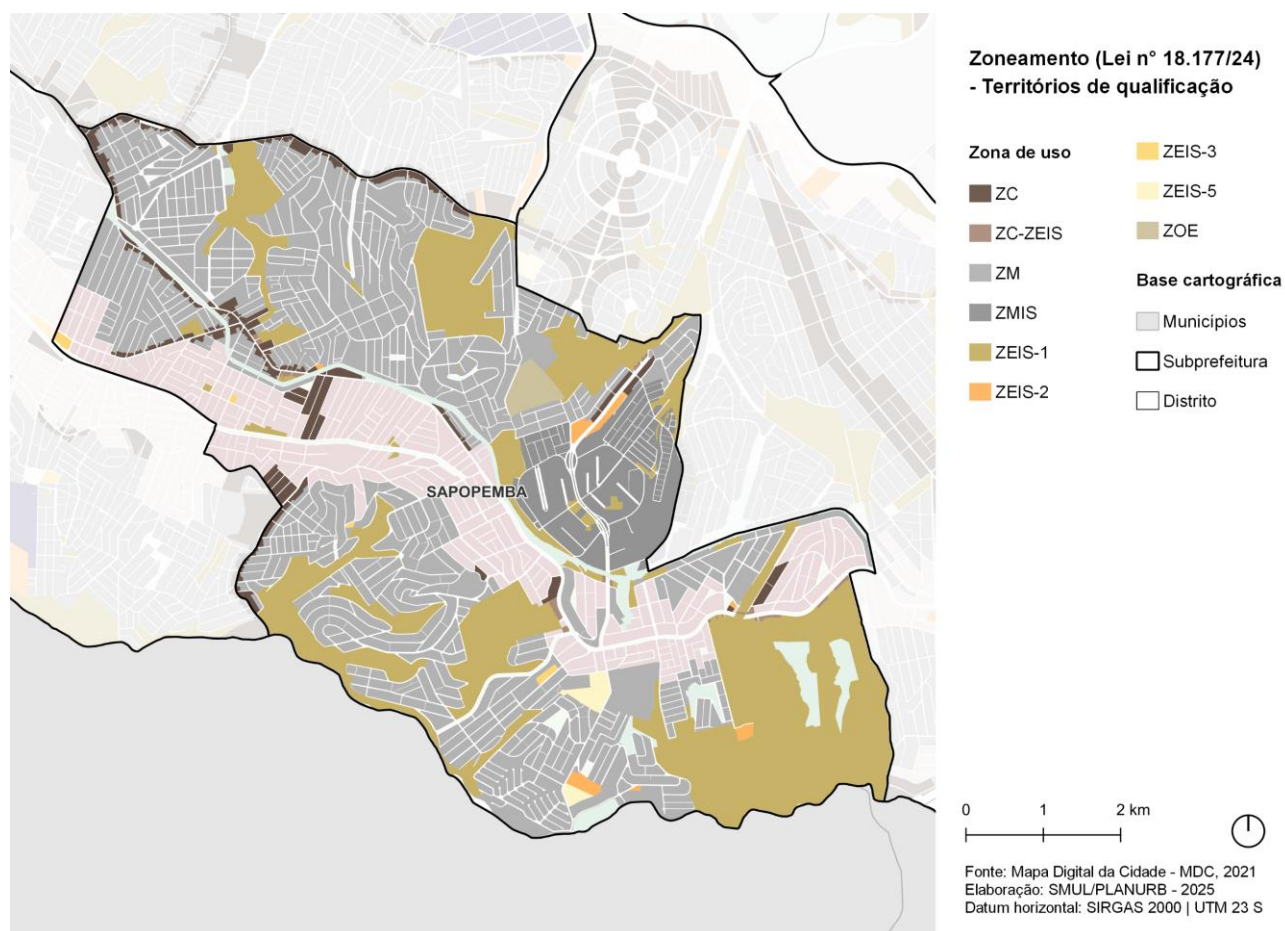 Zoneamento (Lei n° 18.177/24)
- Territórios de qualificação
Zona de uso
ZC
ZC-ZEIS
ZM
ZMIS
ZEIS-1
ZEIS-2
ZEIS-3
ZEIS-5
ZOE
Base cartográfica
Municípios
Subprefeitura
Distrito
SAPOPEMBA
0 1 2 km
Fonte: Mapa Digital da Cidade - MDC, 2021
Elaboração: SMUL/PLANURB - 2025
Datum horizontal: SIRGAS 2000 | UTM 23 S